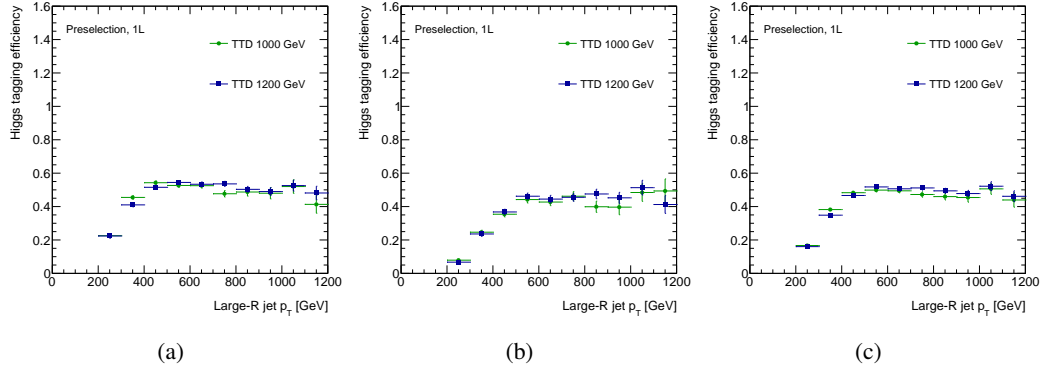 Higgs tagging efficiency
1.6
1.4
1.2
1
0.8
0.6
0.4
0.2
0
Preselection, 1L
TTD 1000 GeV
TTD 1200 GeV
0 200 400 600 800 1000 1200
Large-R jet p_T [GeV]
(a)
Higgs tagging efficiency
1.6
1.4
1.2
1
0.8
0.6
0.4
0.2
0
Preselection, 1L
TTD 1000 GeV
TTD 1200 GeV
0 200 400 600 800 1000 1200
Large-R jet p_T [GeV]
(b)
Higgs tagging efficiency
1.6
1.4
1.2
1
0.8
0.6
0.4
0.2
0
Preselection, 1L
TTD 1000 GeV
TTD 1200 GeV
0 200 400 600 800 1000 1200
Large-R jet p_T [GeV]
(c)